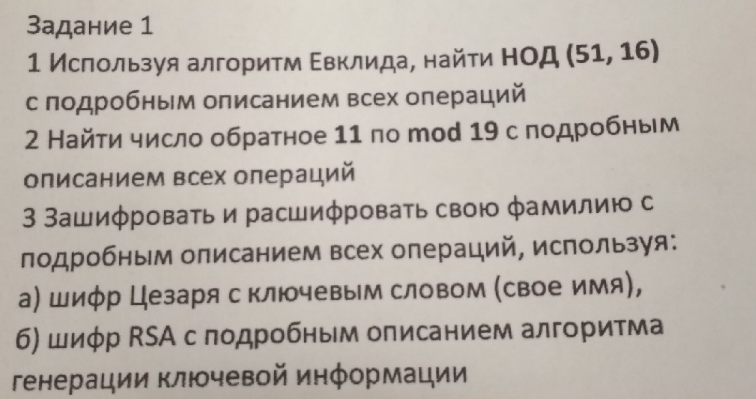 Задание 1
1 Используя алгоритм Евклида, найти НОД (51, 16)
с подробным описанием всех операций
2 Найти число обратное 11 по mod 19 с подробным
описанием всех операций
3 Зашифровать и расшифровать свою фамилию с
подробным описанием всех операций, используя:
а) шифр Цезаря с ключевым словом (свое имя),
б) шифр RSA с подробным описанием алгоритма
генерации ключевой информации